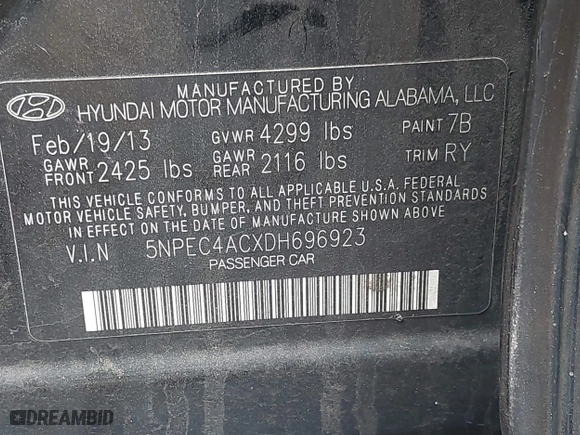 MANUFACTURED BY
HYUNDAI MOTOR MANUFACTURING ALABAMA, LLC
Feb/19/13 GVWR 4299 lbs PAINT 7B
GAWR FRONT 2425 lbs GAWR REAR 2116 lbs TRIM RY
THIS VEHICLE CONFORMS TO ALL APPLICABLE U.S.A. FEDERAL
MOTOR VEHICLE SAFETY, BUMPER, AND THEFT PREVENTION STANDARDS
IN EFFECT ON THE DATE OF MANUFACTURE SHOWN ABOVE.
V.I.N 5NPEC4ACXDH696923
PASSENGER CAR
DREAMBID